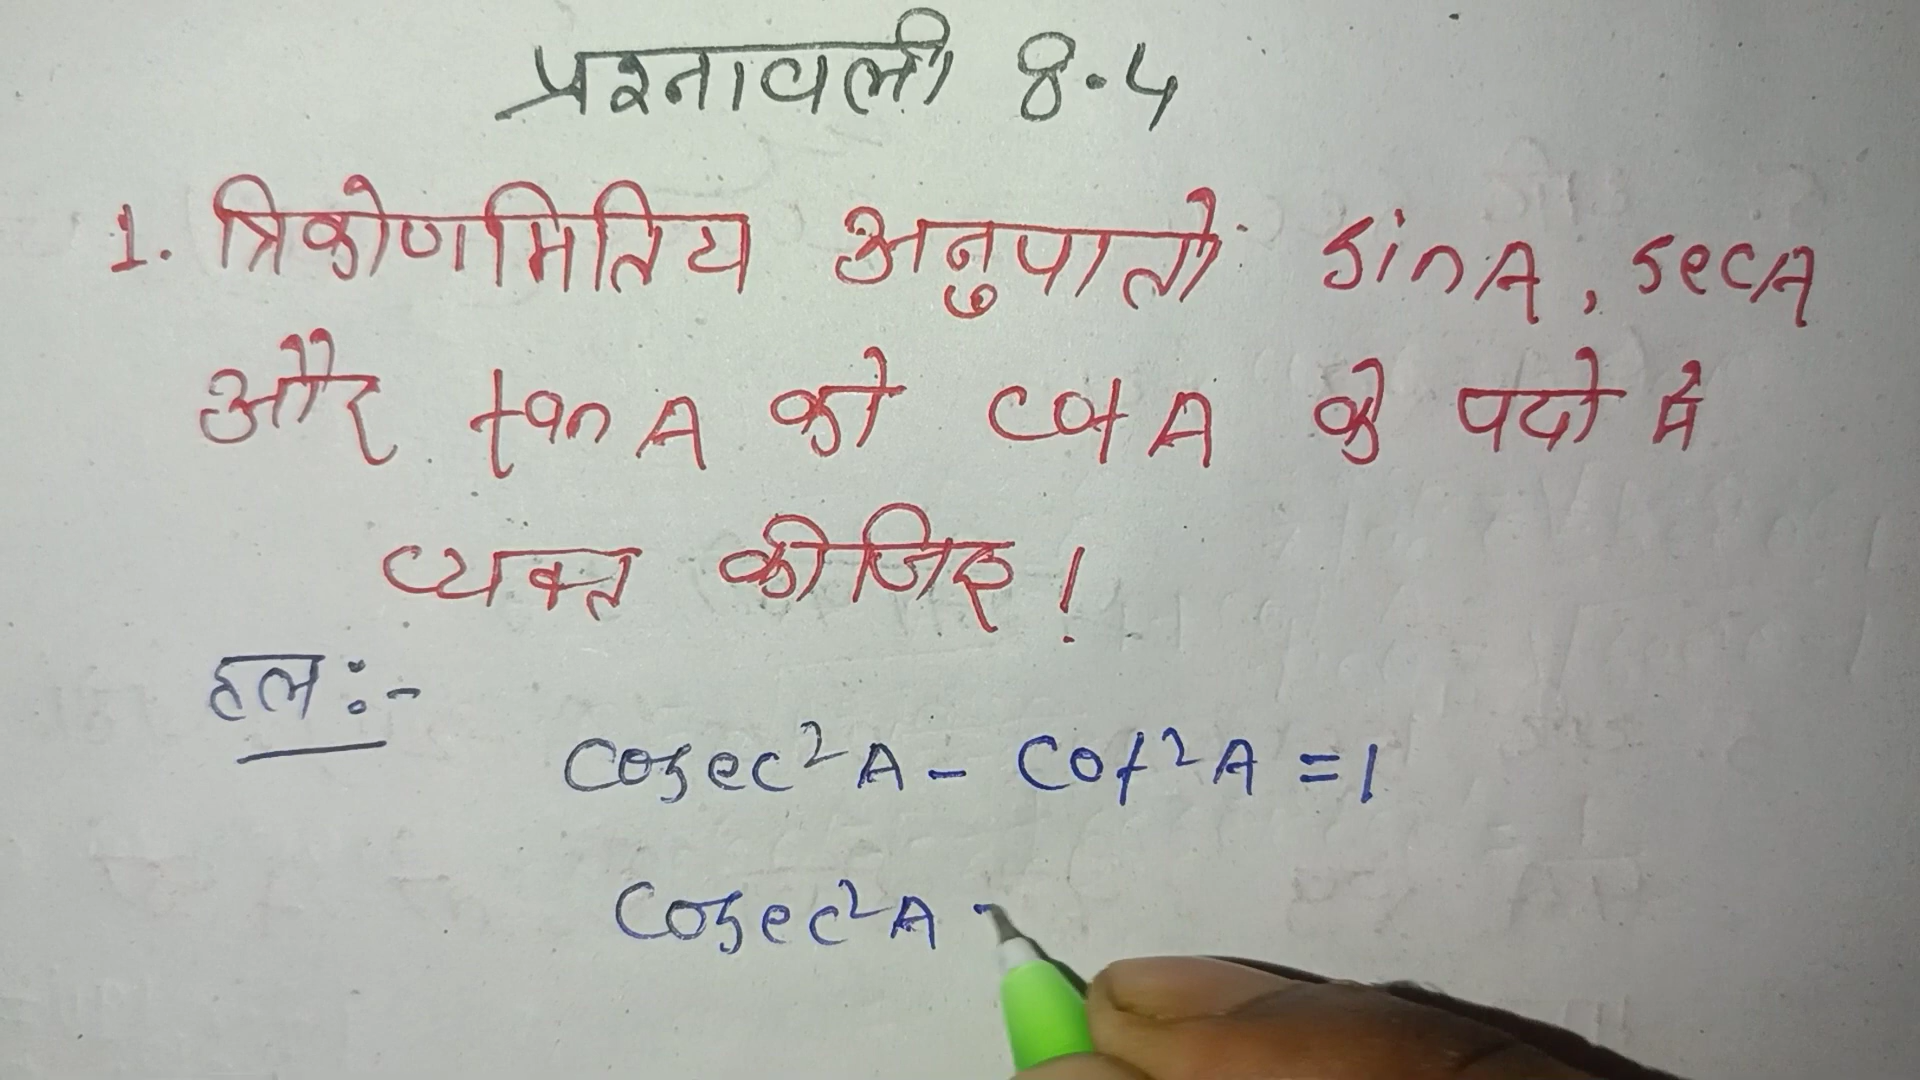 प्रश्नावली 8.4
1. त्रिकोणमितिय अनुपातो sin A, sec A
और tan A को cot A के पदो मे
व्यक्त कीजिए!
हल:-
Cosec²A - Cot²A = 1
Cosec²A -